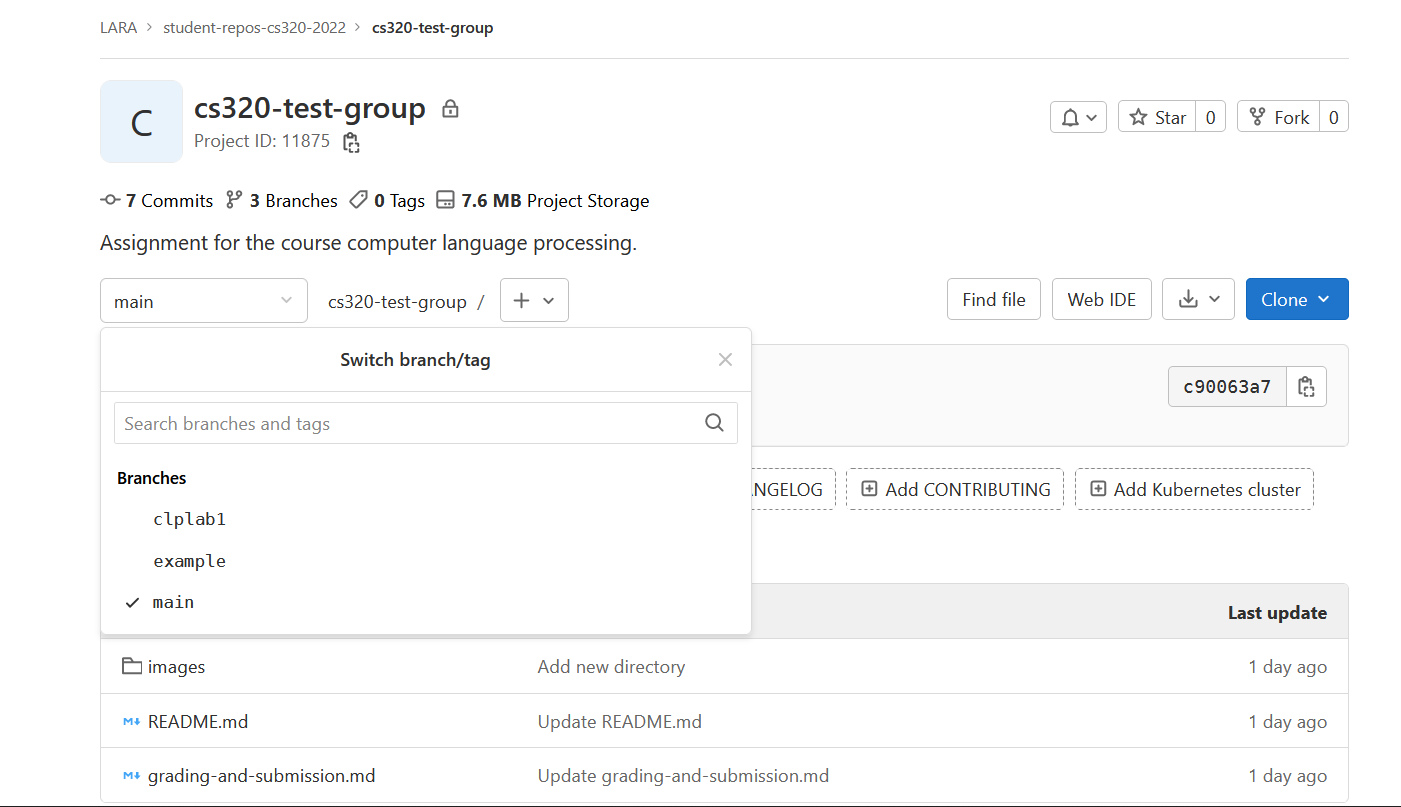 LARA > student-repos-cs320-2022 > cs320-test-group
C
cs320-test-group
Project ID: 11875
Star 0
Fork 0
7 Commits 3 Branches 0 Tags 7.6 MB Project Storage
Assignment for the course computer language processing.
main
cs320-test-group /
Find file
Web IDE
Clone
Switch branch/tag
c90063a7
Search branches and tags
Branches
NGELOG
Add CONTRIBUTING
Add Kubernetes cluster
clplab1
example
main
Last update
images Add new directory 1 day ago
README.md Update README.md 1 day ago
grading-and-submission.md Update grading-and-submission.md 1 day ago